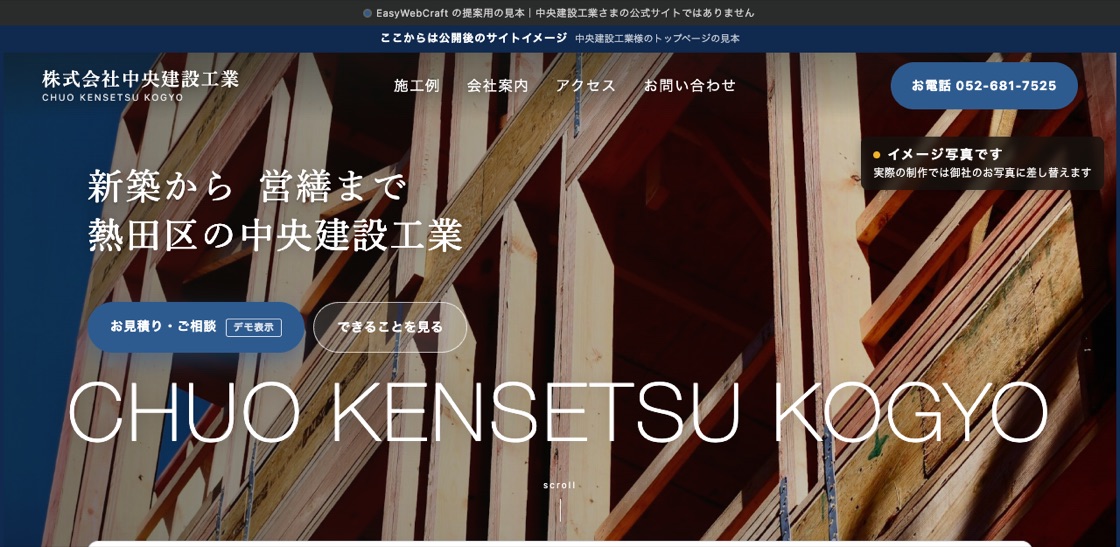 EasyWebCraft の提案用の見本｜中央建設工業さまの公式サイトではありません
ここからは公開後のサイトイメージ 中央建設工業様のトップページの見本
株式会社中央建設工業
CHUO KENSETSU KOGYO
施工例 会社案内 アクセス お問い合わせ
お電話 052-681-7525
イメージ写真です
実際の制作では御社のお写真に差し替えます
新築から 営繕まで
熱田区の中央建設工業
お見積り・ご相談 デモ表示
できることを見る
CHUO KENSETSU KOGYO
scroll